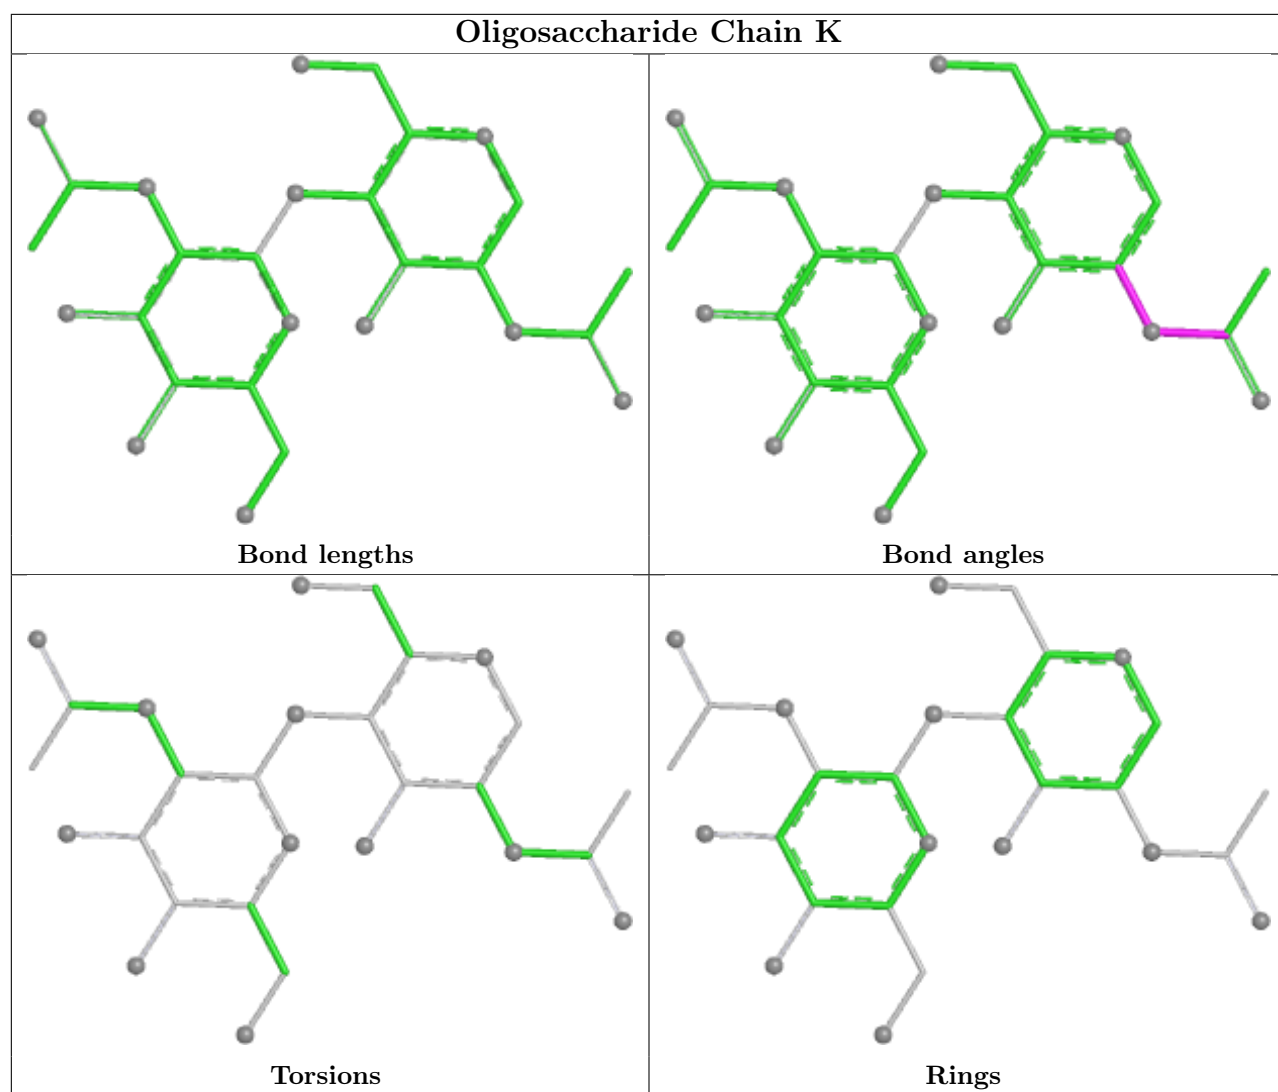 Oligosaccharide Chain K
Bond lengths
Bond angles
Torsions
Rings